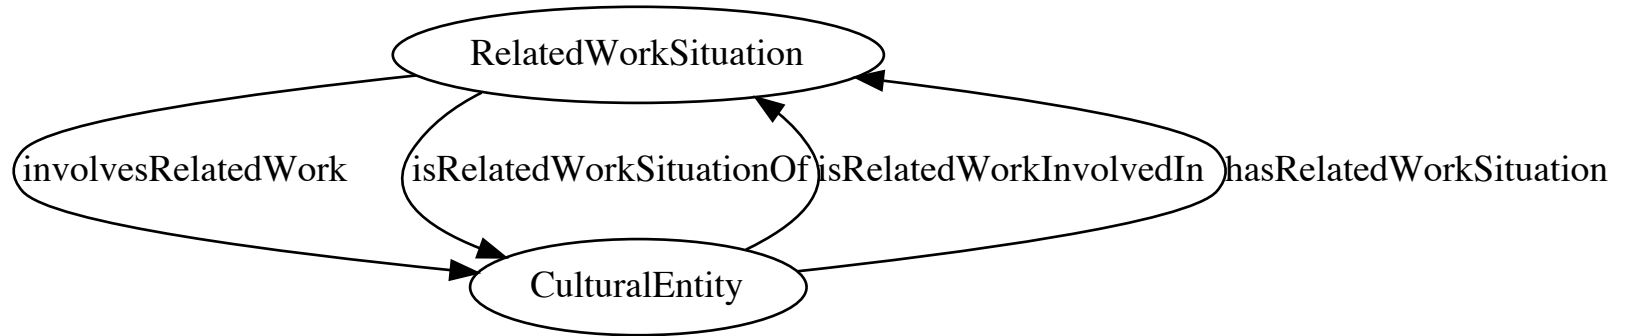 RelatedWorkSituation
involvesRelatedWork
isRelatedWorkSituationOf
isRelatedWorkInvolvedIn
hasRelatedWorkSituation
CulturalEntity